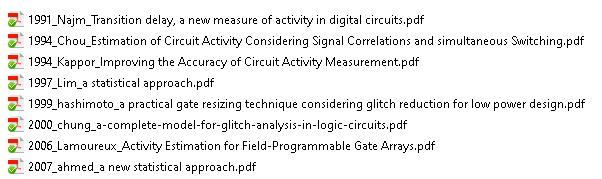 1991_Najm_Transition delay, a new measure of activity in digital circuits.pdf
1994_Chou_Estimation of Circuit Activity Considering Signal Correlations and simultaneous Switching.pdf
1994_Kappor_Improving the Accuracy of Circuit Activity Measurement.pdf
1997_Lim_a statistical approach.pdf
1999_hashimoto_a practical gate resizing technique considering glitch reduction for low power design.pdf
2000_chung_a-complete-model-for-glitch-analysis-in-logic-circuits.pdf
2006_Lamoureux_Activity Estimation for Field-Programmable Gate Arrays.pdf
2007_ahmed_a new statistical approach.pdf